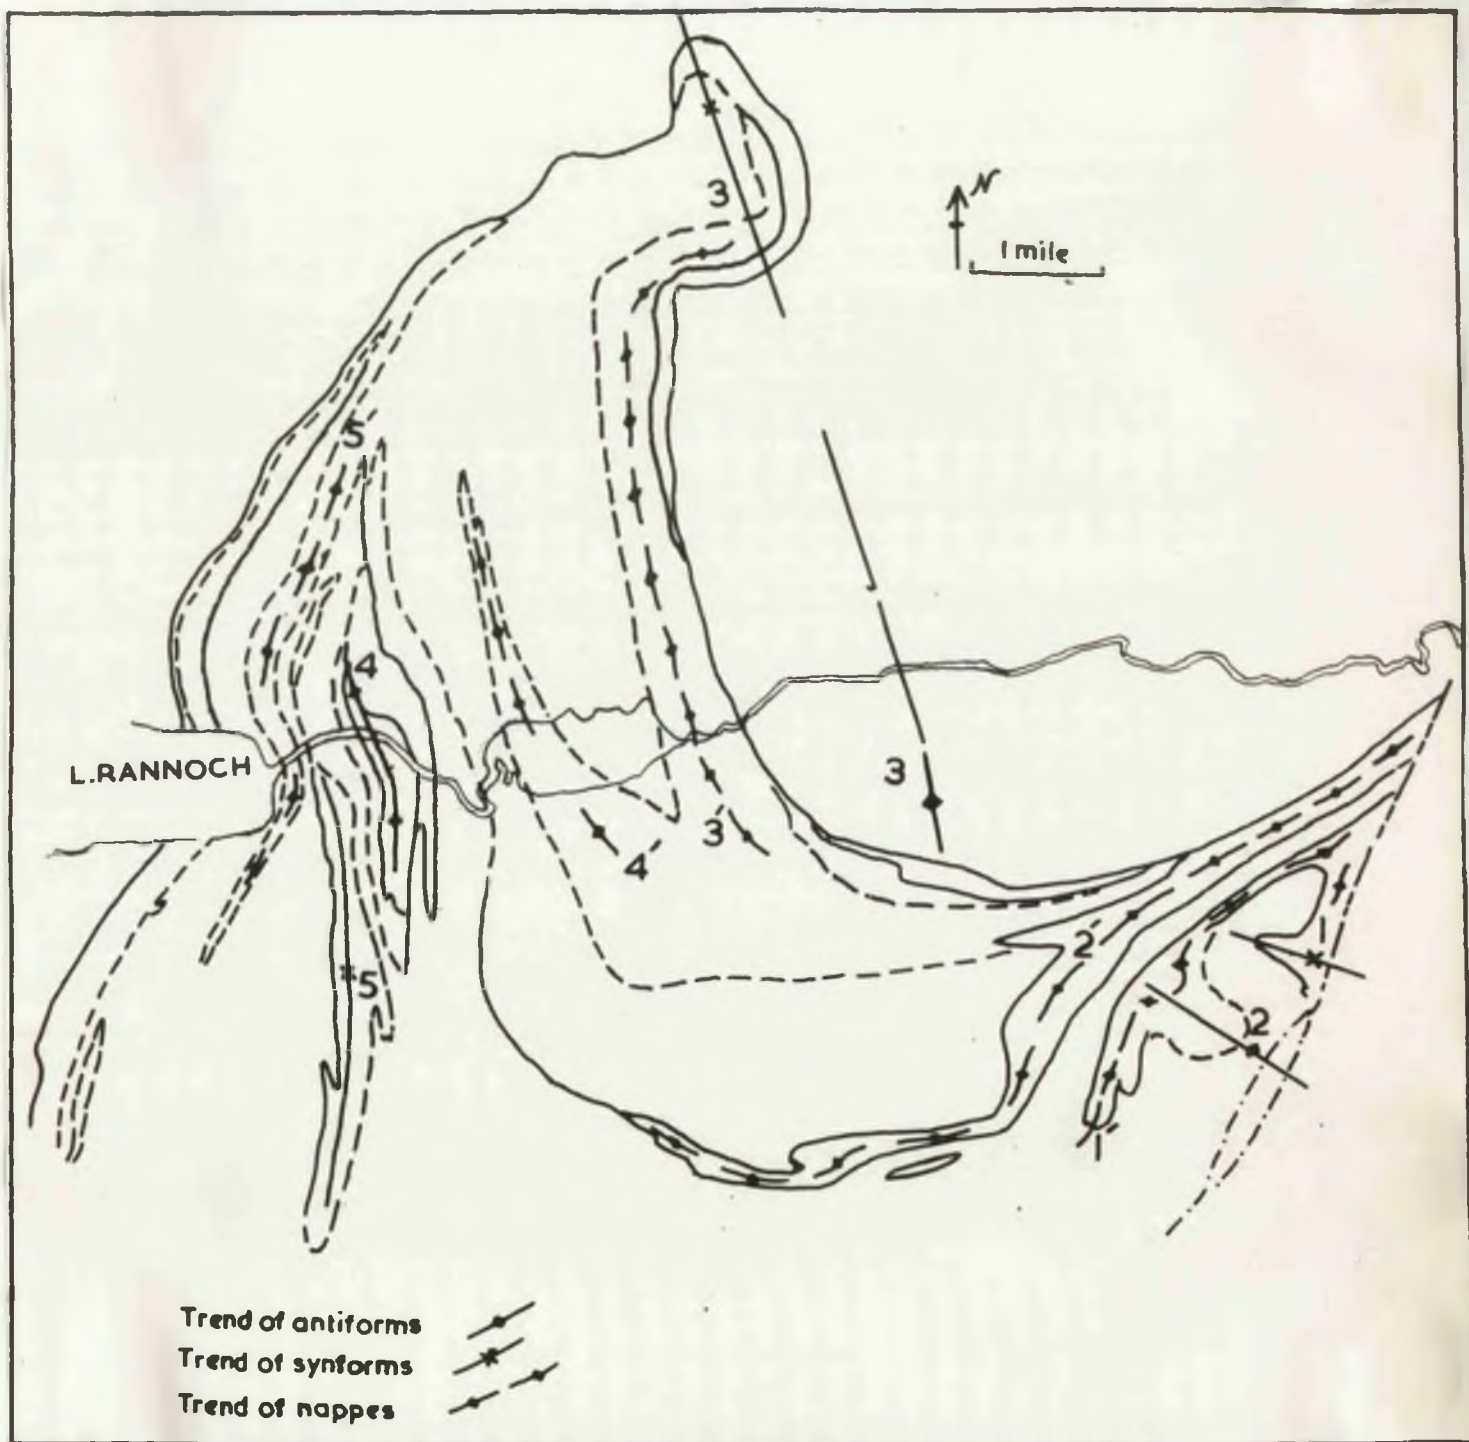 3
N
1 mile
5
4
L. RANNOCH
3
3
4
2
5
2
Trend of antiforms
Trend of synforms
Trend of nappes